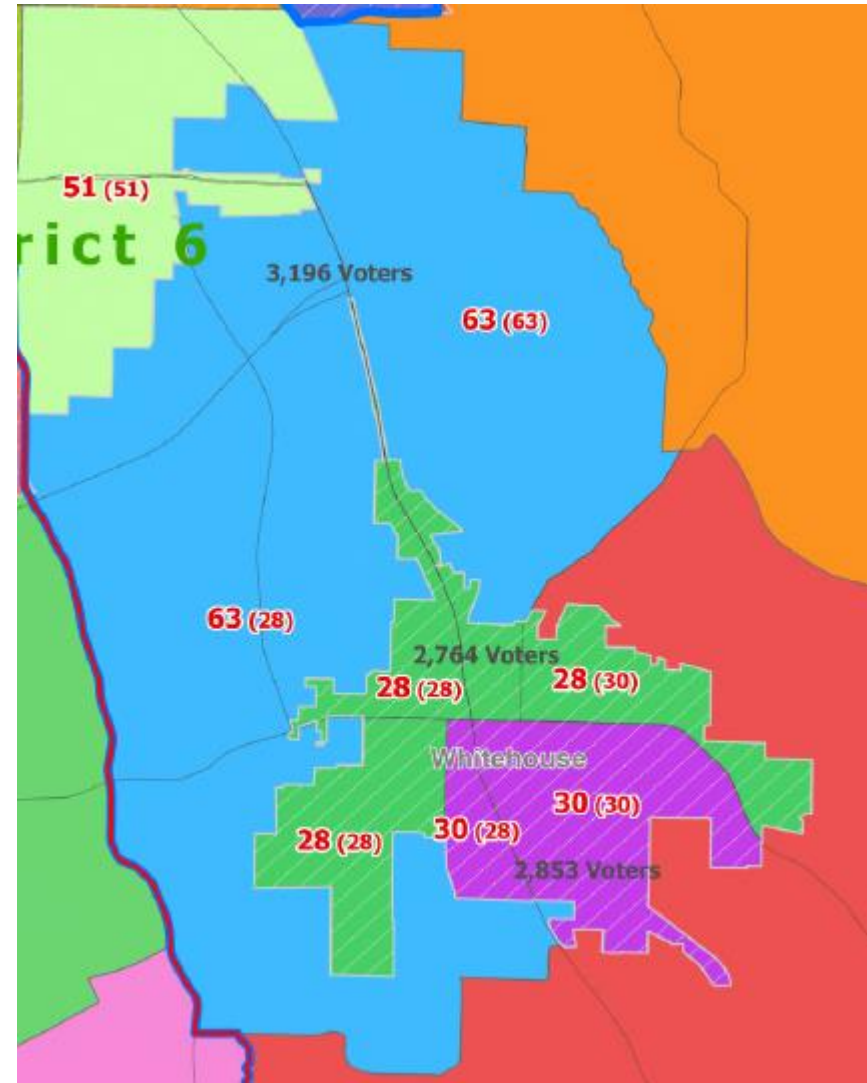 51 (51)
rict 6
3,196 Voters
63 (63)
63 (28)
2,764 Voters
28 (28)
28 (30)
Whitehouse
30 (30)
28 (28)
30 (28)
2,853 Voters